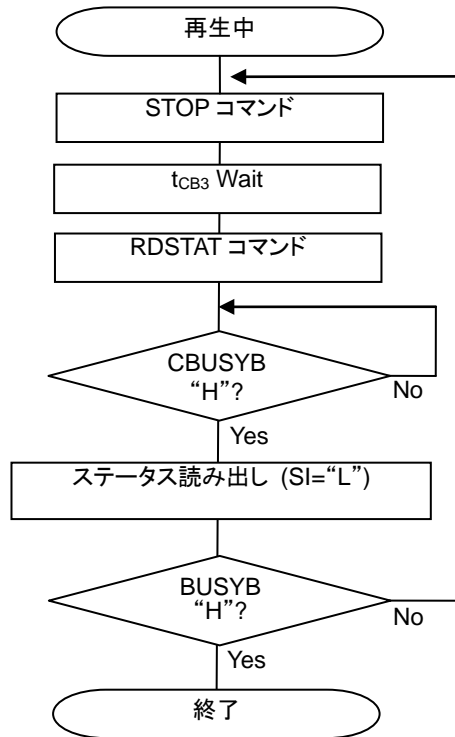 再生中
STOP コマンド
tCB3 Wait
RDSTAT コマンド
CBUSYB
“H”?
No
Yes
ステータス読み出し (SI=“L”)
BUSYB
“H”?
No
Yes
終了